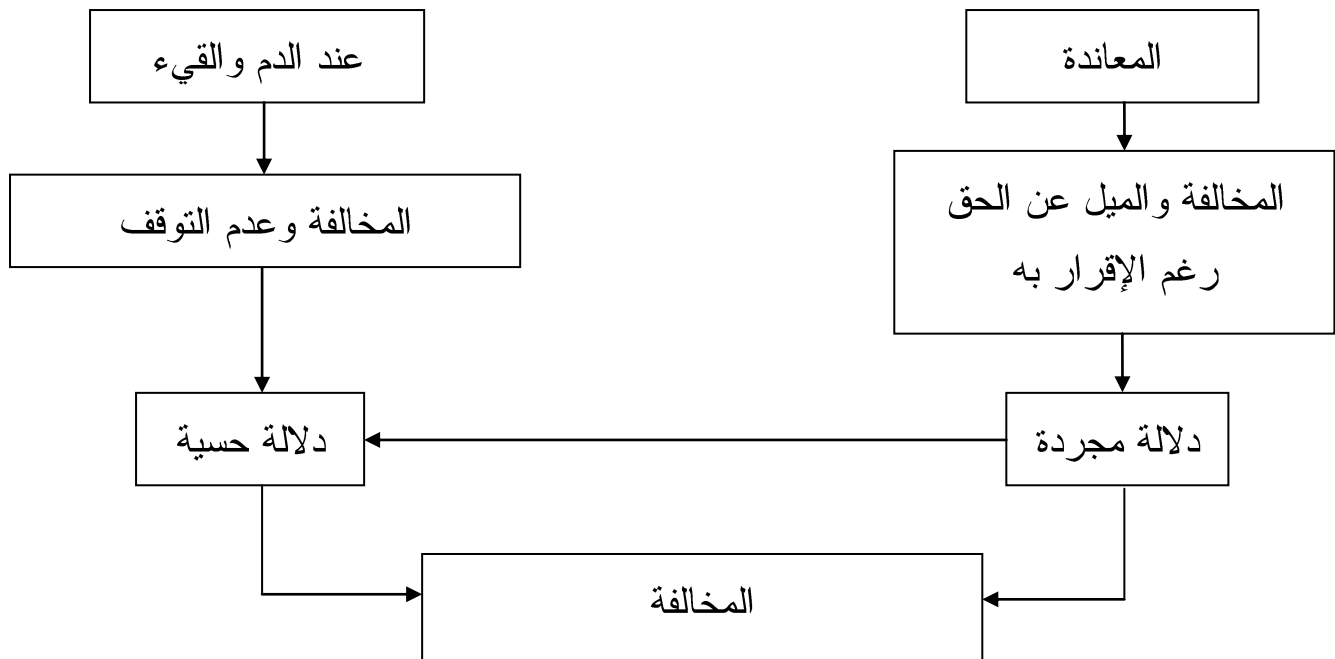 المعاندة
عند الدم والقيء
المخالفة والميل عن الحق
رغم الإقرار به
المخالفة وعدم التوقف
دلالة مجردة
دلالة حسية
المخالفة